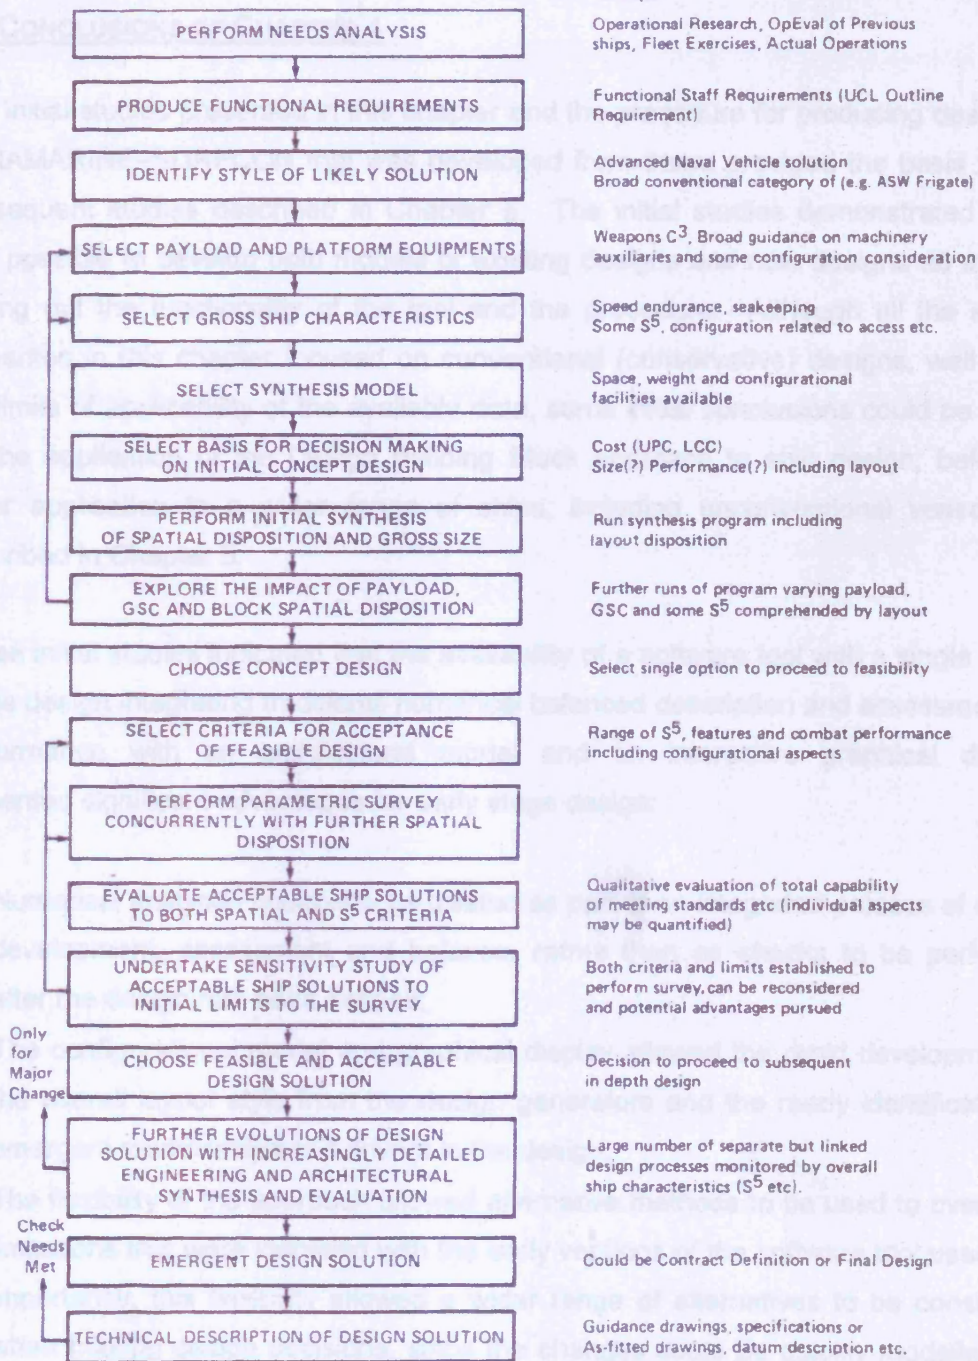 PERFORM NEEDS ANALYSIS
Operational Research, OpEval of Previous
ships, Fleet Exercises, Actual Operations
PRODUCE FUNCTIONAL REQUIREMENTS
Functional Staff Requirements (UCL Outline
Requirement)
IDENTIFY STYLE OF LIKELY SOLUTION
Advanced Naval Vehicle solution
Broad conventional category of (e.g. ASW Frigate)
SELECT PAYLOAD AND PLATFORM EQUIPMENTS
Weapons C3, Broad guidance on machinery
auxiliaries and some configuration consideration
SELECT GROSS SHIP CHARACTERISTICS
Speed endurance, seakeeping
Some S5, configuration related to access etc.
SELECT SYNTHESIS MODEL
Space, weight and configurational
facilities available
SELECT BASIS FOR DECISION MAKING
ON INITIAL CONCEPT DESIGN
Cost (UPC, LCC)
Size(?) Performance(?) including layout
PERFORM INITIAL SYNTHESIS
OF SPATIAL DISPOSITION AND GROSS SIZE
Run synthesis program including
layout disposition
EXPLORE THE IMPACT OF PAYLOAD,
GSC AND BLOCK SPATIAL DISPOSITION
Further runs of program varying payload,
GSC and some S5 comprehended by layout
CHOOSE CONCEPT DESIGN
Select single option to proceed to feasibility
SELECT CRITERIA FOR ACCEPTANCE
OF FEASIBLE DESIGN
Range of S5, features and combat performance
including configurational aspects
PERFORM PARAMETRIC SURVEY
CONCURRENTLY WITH FURTHER SPATIAL
DISPOSITION
EVALUATE ACCEPTABLE SHIP SOLUTIONS
TO BOTH SPATIAL AND S5 CRITERIA
Qualitative evaluation of total capability
of meeting standards etc (individual aspects
may be quantified)
UNDERTAKE SENSITIVITY STUDY OF
ACCEPTABLE SHIP SOLUTIONS TO
INITIAL LIMITS TO THE SURVEY
Both criteria and limits established to
perform survey, can be reconsidered
and potential advantages pursued
Only
for
Major
Change
CHOOSE FEASIBLE AND ACCEPTABLE
DESIGN SOLUTION
Decision to proceed to subsequent
in depth design
FURTHER EVOLUTIONS OF DESIGN
SOLUTION WITH INCREASINGLY DETAILED
ENGINEERING AND ARCHITECTURAL
SYNTHESIS AND EVALUATION
Large number of separate but linked
design processes monitored by overall
ship characteristics (S5 etc).
Check
Needs
Met
EMERGENT DESIGN SOLUTION
Could be Contract Definition or Final Design
TECHNICAL DESCRIPTION OF DESIGN SOLUTION
Guidance drawings, specifications or
As-fitted drawings, datum description etc.